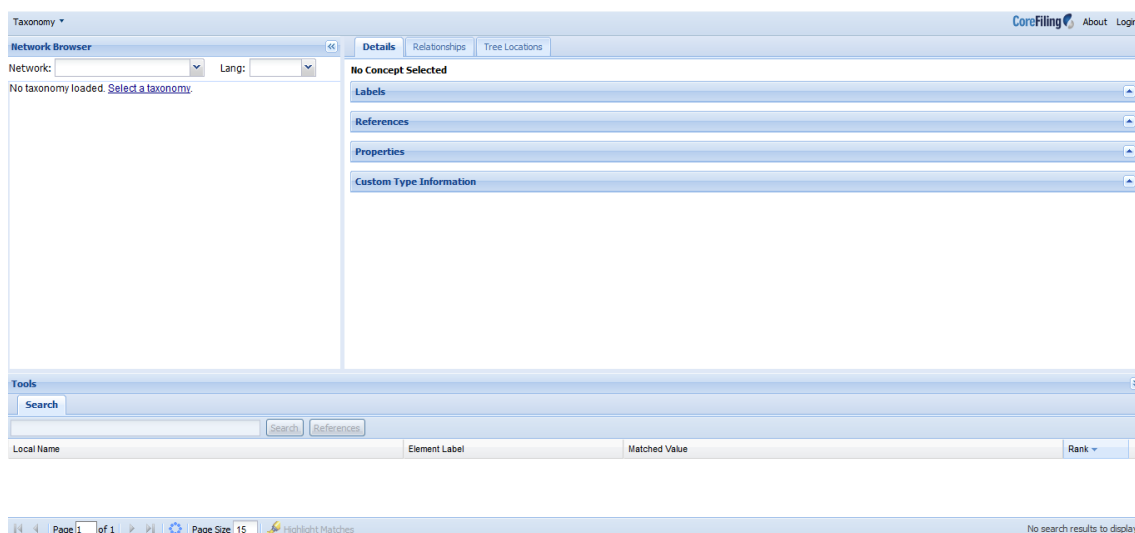 Taxonomy
CoreFiling About Login
Network Browser
Details Relationships Tree Locations
Network: Lang:
No Concept Selected
No taxonomy loaded. Select a taxonomy.
Labels
References
Properties
Custom Type Information
Tools
Search
Search References
Local Name Element Label Matched Value Rank
Page 1 of 1 Page Size 15 Highlight Matches No search results to display